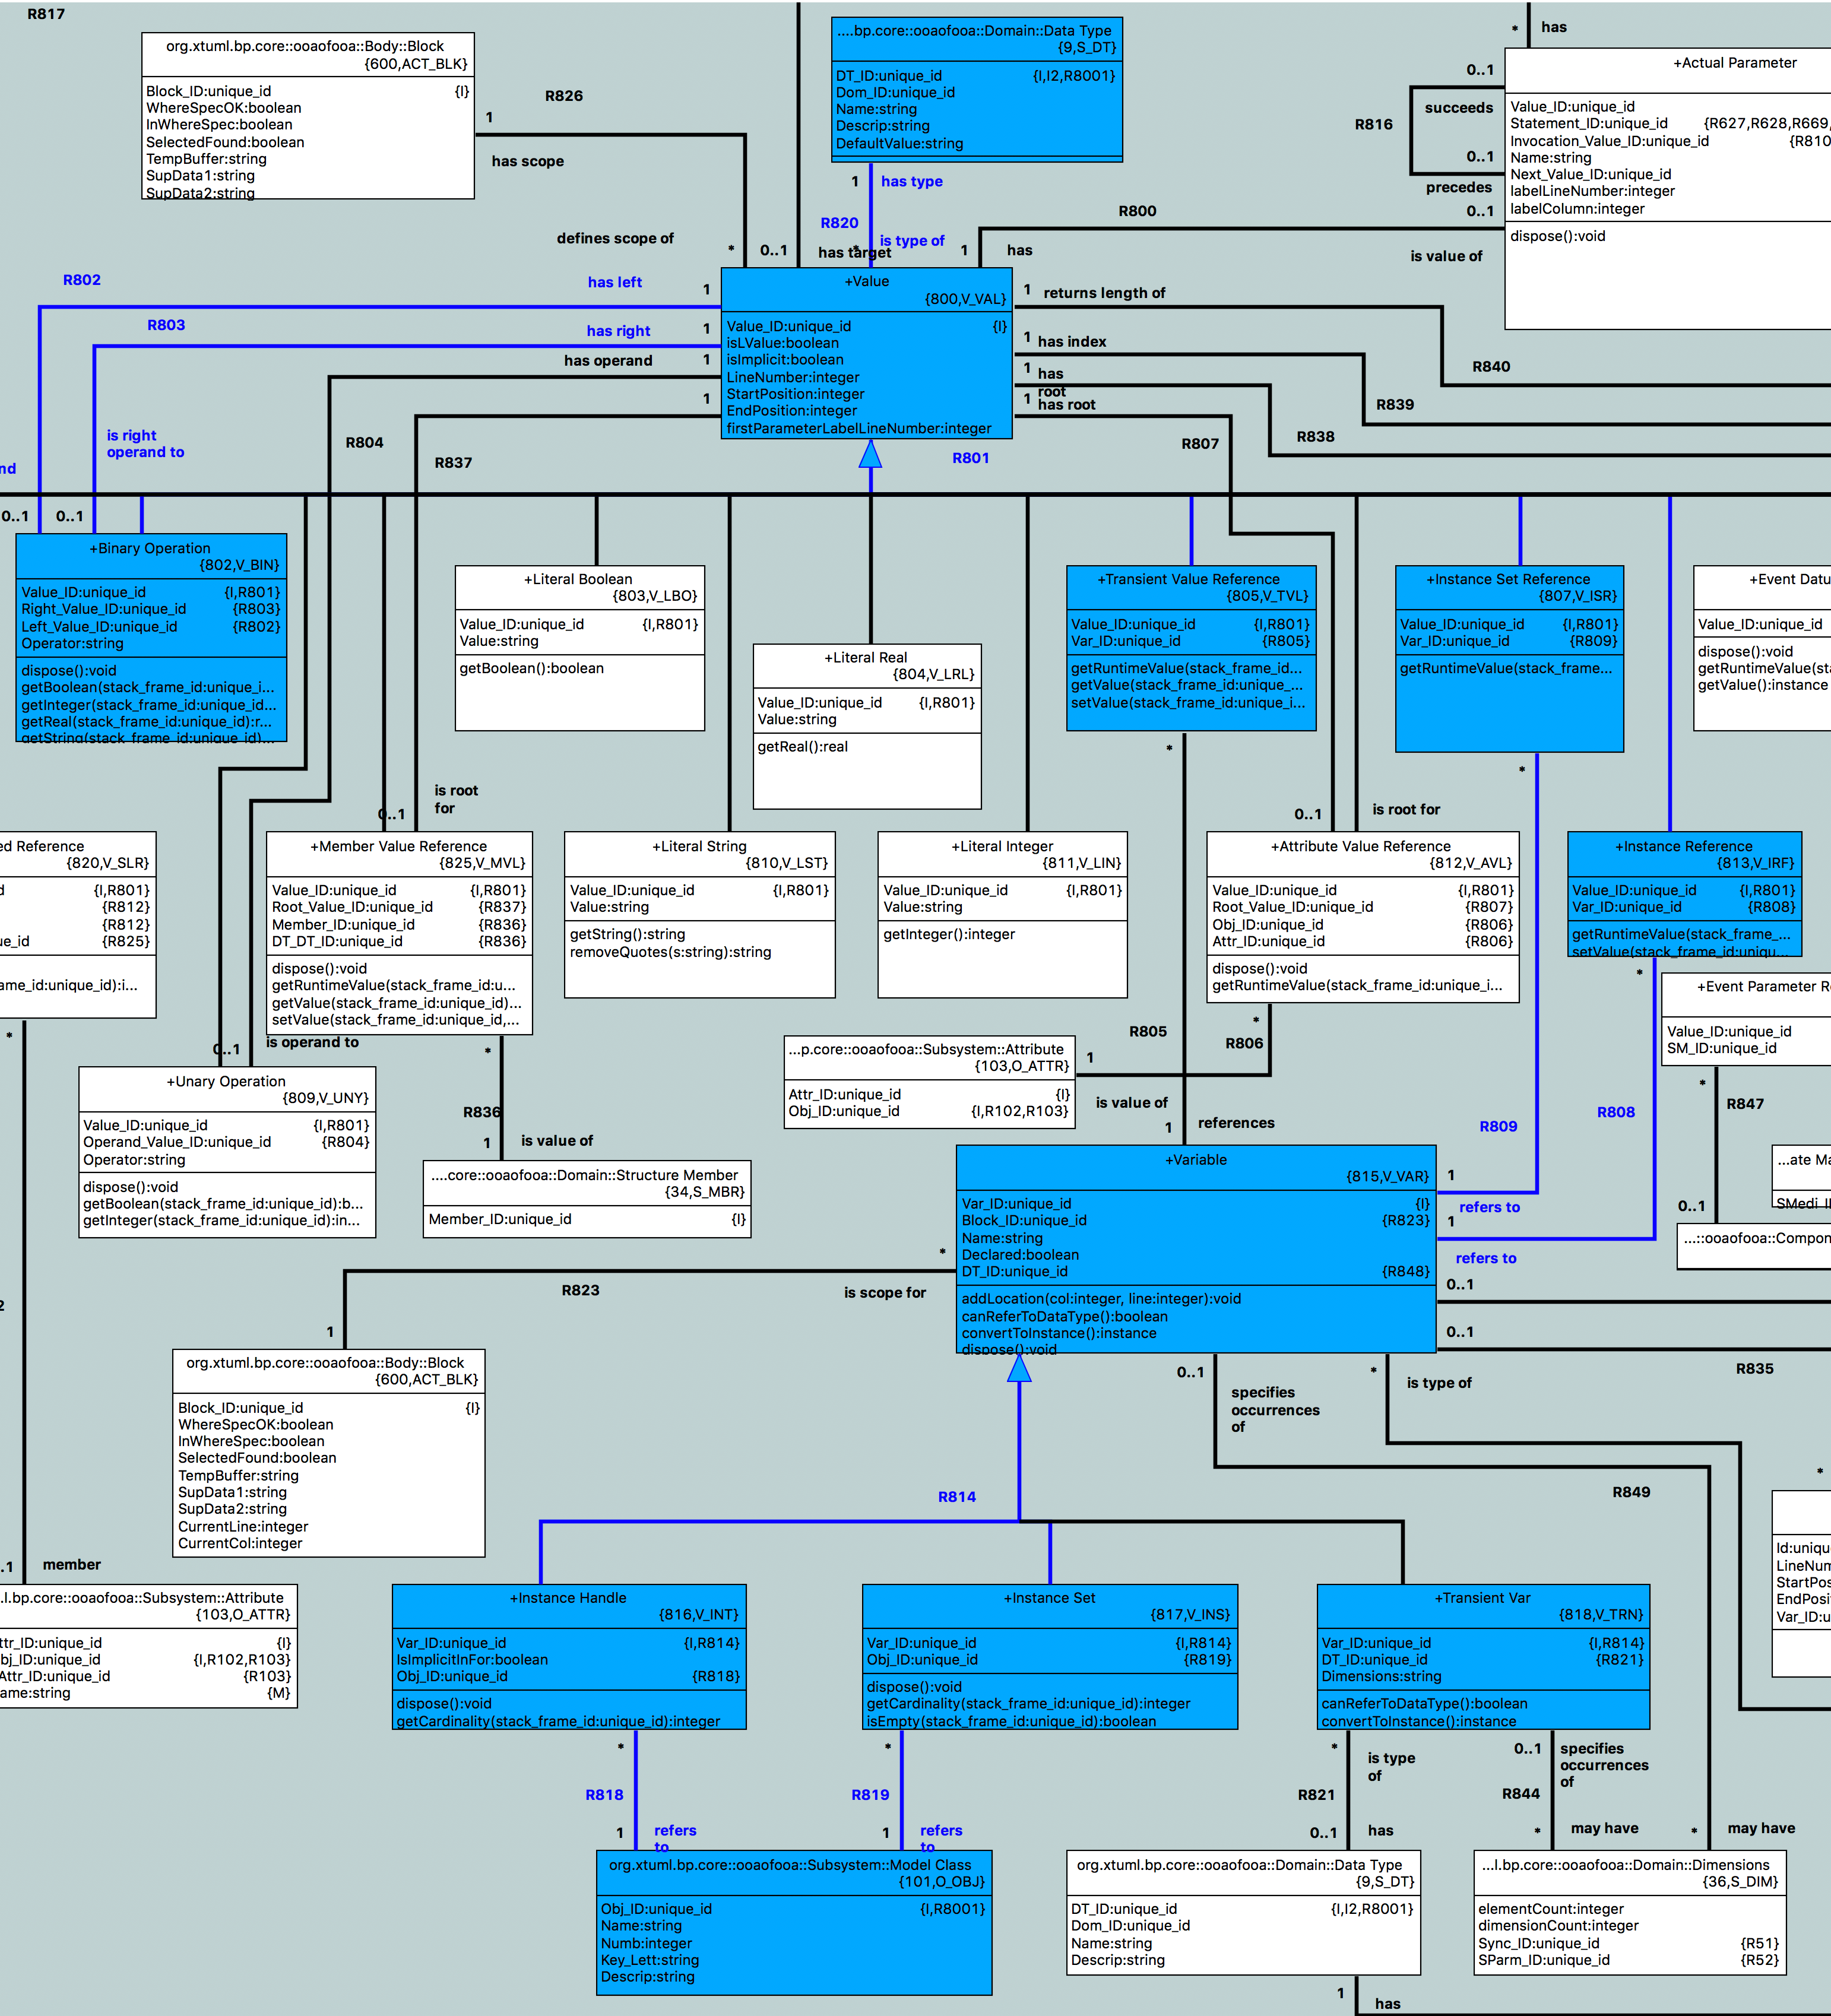 R817
org.xtuml.bp.core::ooaofooa::Body::Block
{600,ACT_BLK}
Block_ID:unique_id {I}
WhereSpecOK:boolean
InWhereSpec:boolean
SelectedFound:boolean
TempBuffer:string
SupData1:string
SupData2:string
R826
1
has scope
defines scope of
*
....bp.core::ooaofooa::Domain::Data Type
{9,S_DT}
DT_ID:unique_id {I,I2,R8001}
Dom_ID:unique_id
Name:string
Descrip:string
DefaultValue:string
1 has type
R820
is type of
*
0..1
has target
* has
+Actual Parameter
Value_ID:unique_id
Statement_ID:unique_id {R627,R628,R669,
Invocation_Value_ID:unique_id {R810
Name:string
Next_Value_ID:unique_id
labelLineNumber:integer
labelColumn:integer
dispose():void
0..1
succeeds
R816
0..1
precedes
0..1
R800
is value of
1 has
R802
has left 1
R803
has right 1
has operand 1
1
+Value
{800,V_VAL}
Value_ID:unique_id {I}
isLValue:boolean
isImplicit:boolean
LineNumber:integer
StartPosition:integer
EndPosition:integer
firstParameterLabelLineNumber:integer
1 returns length of
1 has index
1 has
root
1 has root
R840
R839
R838
R807
is right
operand to
R804
R837
R801
nd
0..1 0..1
+Binary Operation
{802,V_BIN}
Value_ID:unique_id {I,R801}
Right_Value_ID:unique_id {R803}
Left_Value_ID:unique_id {R802}
Operator:string
dispose():void
getBoolean(stack_frame_id:unique_i...
getInteger(stack_frame_id:unique_id...
getReal(stack_frame_id:unique_id):r...
getString(stack_frame_id:unique_id)...
+Literal Boolean
{803,V_LBO}
Value_ID:unique_id {I,R801}
Value:string
getBoolean():boolean
+Literal Real
{804,V_LRL}
Value_ID:unique_id {I,R801}
Value:string
getReal():real
+Transient Value Reference
{805,V_TVL}
Value_ID:unique_id {I,R801}
Var_ID:unique_id {R805}
getRuntimeValue(stack_frame_id...
getValue(stack_frame_id:unique_...
setValue(stack_frame_id:unique_i...
*
+Instance Set Reference
{807,V_ISR}
Value_ID:unique_id {I,R801}
Var_ID:unique_id {R809}
getRuntimeValue(stack_frame...
*
+Event Datu
Value_ID:unique_id
dispose():void
getRuntimeValue(sta
getValue():instance
ed Reference
{820,V_SLR}
d {I,R801}
{R812}
{R812}
ue_id {R825}
ame_id:unique_id):i...
*
is root
for
0..1
+Member Value Reference
{825,V_MVL}
Value_ID:unique_id {I,R801}
Root_Value_ID:unique_id {R837}
Member_ID:unique_id {R836}
DT_DT_ID:unique_id {R836}
dispose():void
getRuntimeValue(stack_frame_id:u...
getValue(stack_frame_id:unique_id)...
setValue(stack_frame_id:unique_id,...
+Literal String
{810,V_LST}
Value_ID:unique_id {I,R801}
Value:string
getString():string
removeQuotes(s:string):string
+Literal Integer
{811,V_LIN}
Value_ID:unique_id {I,R801}
Value:string
getInteger():integer
0..1 is root for
+Attribute Value Reference
{812,V_AVL}
Value_ID:unique_id {I,R801}
Root_Value_ID:unique_id {R807}
Obj_ID:unique_id {R806}
Attr_ID:unique_id {R806}
dispose():void
getRuntimeValue(stack_frame_id:unique_i...
+Instance Reference
{813,V_IRF}
Value_ID:unique_id {I,R801}
Var_ID:unique_id {R808}
getRuntimeValue(stack_frame_...
setValue(stack_frame_id:uniqu...
*
+Event Parameter Re
Value_ID:unique_id
SM_ID:unique_id
*
R847
0..1
0..1 is operand to
+Unary Operation
{809,V_UNY}
Value_ID:unique_id {I,R801}
Operand_Value_ID:unique_id {R804}
Operator:string
dispose():void
getBoolean(stack_frame_id:unique_id):b...
getInteger(stack_frame_id:unique_id):in...
*
R836
1 is value of
....core::ooaofooa::Domain::Structure Member
{34,S_MBR}
Member_ID:unique_id {I}
...p.core::ooaofooa::Subsystem::Attribute
{103,O_ATTR}
Attr_ID:unique_id {I}
Obj_ID:unique_id {I,R102,R103}
1
R805
*
R806
is value of
1 references
R809
R808
+Variable
{815,V_VAR}
Var_ID:unique_id {I}
Block_ID:unique_id {R823}
Name:string
Declared:boolean
DT_ID:unique_id {R848}
addLocation(col:integer, line:integer):void
canReferToDataType():boolean
convertToInstance():instance
dispose():void
1
refers to
1
refers to
0..1
0..1
R835
...ate Ma
SMedi_I
...::ooaofooa::Compon
*
R823
is scope for
1
2
org.xtuml.bp.core::ooaofooa::Body::Block
{600,ACT_BLK}
Block_ID:unique_id {I}
WhereSpecOK:boolean
InWhereSpec:boolean
SelectedFound:boolean
TempBuffer:string
SupData1:string
SupData2:string
CurrentLine:integer
CurrentCol:integer
0..1
specifies
occurrences
of
*
is type of
R849
*
Id:uniqu
LineNum
StartPos
EndPosi
Var_ID:u
R814
.1 member
.l.bp.core::ooaofooa::Subsystem::Attribute
{103,O_ATTR}
ttr_ID:unique_id {I}
bj_ID:unique_id {I,R102,R103}
Attr_ID:unique_id {R103}
ame:string {M}
+Instance Handle
{816,V_INT}
Var_ID:unique_id {I,R814}
IsImplicitInFor:boolean
Obj_ID:unique_id {R818}
dispose():void
getCardinality(stack_frame_id:unique_id):integer
+Instance Set
{817,V_INS}
Var_ID:unique_id {I,R814}
Obj_ID:unique_id {R819}
dispose():void
getCardinality(stack_frame_id:unique_id):integer
isEmpty(stack_frame_id:unique_id):boolean
+Transient Var
{818,V_TRN}
Var_ID:unique_id {I,R814}
DT_ID:unique_id {R821}
Dimensions:string
canReferToDataType():boolean
convertToInstance():instance
*
R818
1 refers
to
*
R819
1 refers
to
*
is type
of
R821
0..1 has
0..1 specifies
occurrences
of
R844
* may have
* may have
org.xtuml.bp.core::ooaofooa::Subsystem::Model Class
{101,O_OBJ}
Obj_ID:unique_id {I,R8001}
Name:string
Numb:integer
Key_Lett:string
Descrip:string
org.xtuml.bp.core::ooaofooa::Domain::Data Type
{9,S_DT}
DT_ID:unique_id {I,I2,R8001}
Dom_ID:unique_id
Name:string
Descrip:string
1 has
...l.bp.core::ooaofooa::Domain::Dimensions
{36,S_DIM}
elementCount:integer
dimensionCount:integer
Sync_ID:unique_id {R51}
SParm_ID:unique_id {R52}